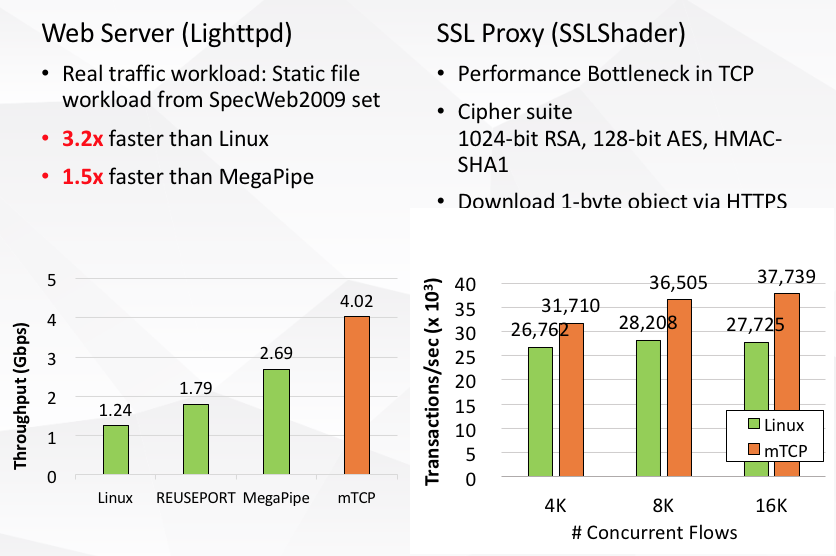 Web Server (Lighttpd)
• Real traffic workload: Static file
workload from SpecWeb2009 set
• 3.2x faster than Linux
• 1.5x faster than MegaPipe
5
4
3
2
1
0
Throughput (Gbps)
1.24
1.79
2.69
4.02
Linux
REUSEPORT
MegaPipe
mTCP
SSL Proxy (SSLShader)
• Performance Bottleneck in TCP
• Cipher suite
1024-bit RSA, 128-bit AES, HMAC-
SHA1
• Download 1-byte object via HTTPS
40
35
30
25
20
15
10
5
0
Transactions/sec (x 10³)
26,762
31,710
28,208
36,505
27,725
37,739
Linux
mTCP
4K
8K
16K
# Concurrent Flows